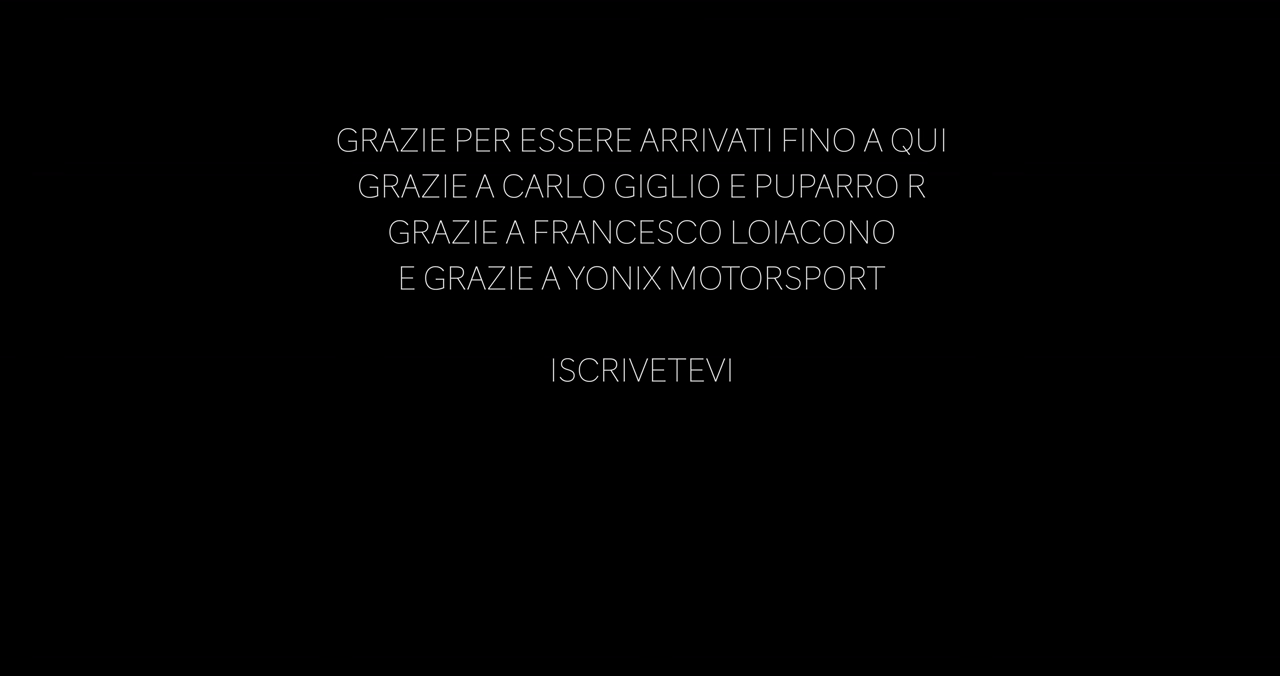 GRAZIE PER ESSERE ARRIVATI FINO A QUI
GRAZIE A CARLO GIGLIO E PUPARRO R
GRAZIE A FRANCESCO LOIACONO
E GRAZIE A YONIX MOTORSPORT
ISCRIVETEVI